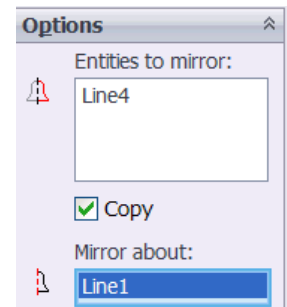 Options
Entities to mirror:
Line4
Copy
Mirror about:
Line1